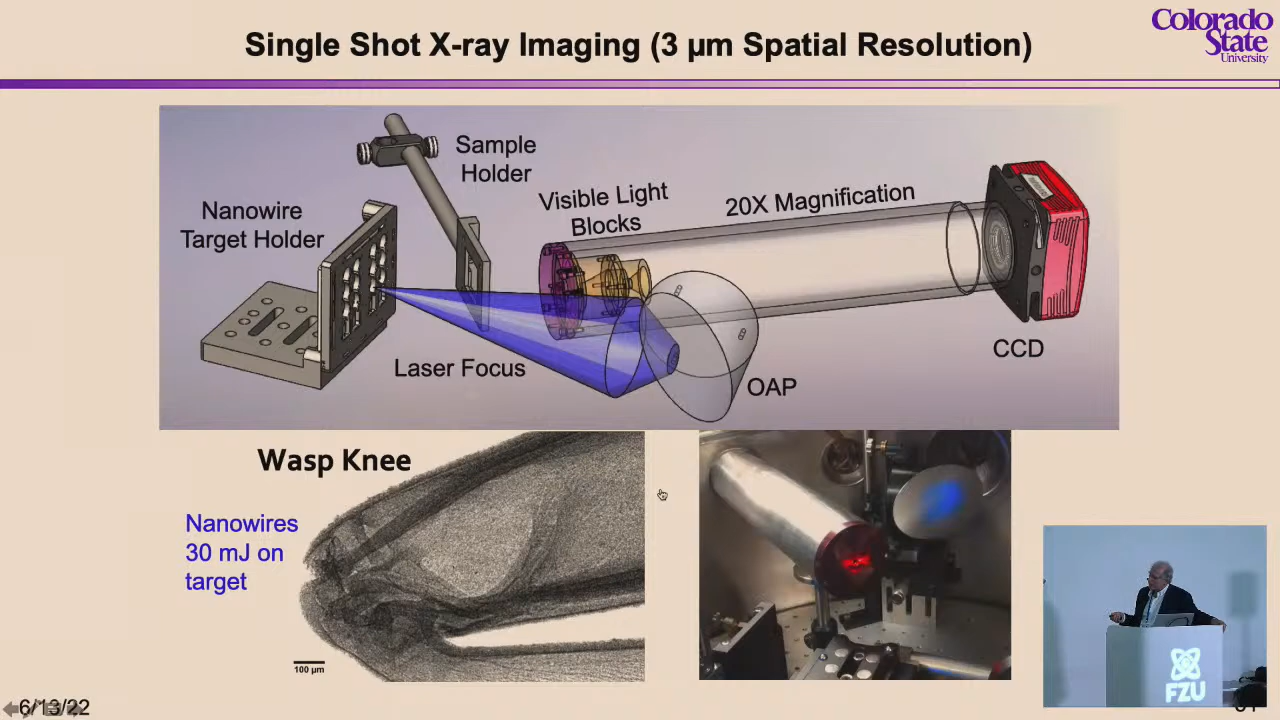 Single Shot X-ray Imaging (3 µm Spatial Resolution)
Colorado
State
University
Sample
Holder
Nanowire
Target Holder
Visible Light
Blocks
20X Magnification
Laser Focus
OAP
CCD
Wasp Knee
Nanowires
30 mJ on
target
100 µm
FZU
6/13/22